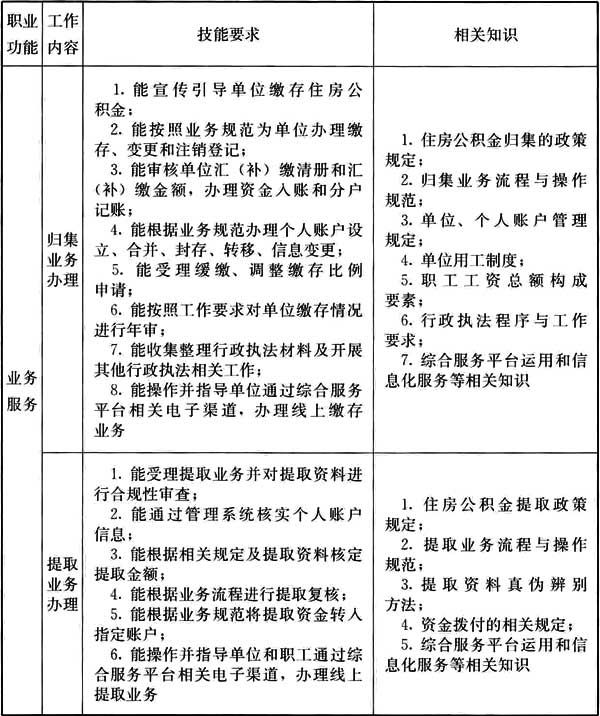 职业功能 工作内容 技能要求 相关知识
业务服务
归集业务办理
1. 能宣传引导单位缴存住房公
积金；
2. 能按照业务规范为单位办理缴
存、变更和注销登记；
3. 能审核单位汇（补）缴清册和汇
（补）缴金额，办理资金入账和分户
记账；
4. 能根据业务规范办理个人账户设
立、合并、封存、转移、信息变更；
5. 能受理缓缴、调整缴存比例
申请；
6. 能按照工作要求对单位缴存情况
进行年审；
7. 能收集整理行政执法材料及开展
其他行政执法相关工作；
8. 能操作并指导单位通过综合服务
平台相关电子渠道，办理线上缴存
业务
1. 住房公积金归集的政策
规定；
2. 归集业务流程与操作
规范；
3. 单位、个人账户管理
规定；
4. 单位用工制度；
5. 职工工资总额构成
要素；
6. 行政执法程序与工作
要求；
7. 综合服务平台运用和信
息化服务等相关知识
提取业务办理
1. 能受理提取业务并对提取资料进
行合规性审查；
2. 能通过管理系统核实个人账户
信息；
3. 能根据相关规定及提取资料核定
提取金额；
4. 能根据业务流程进行提取复核；
5. 能根据业务规范将提取资金转人
指定账户；
6. 能操作并指导单位和职工通过综
合服务平台相关电子渠道，办理线上
提取业务
1. 住房公积金提取政策
规定；
2. 提取业务流程与操作
规范；
3. 提取资料真伪辨别
方法；
4. 资金拨付的相关规定；
5. 综合服务平台运用和信
息化服务等相关知识